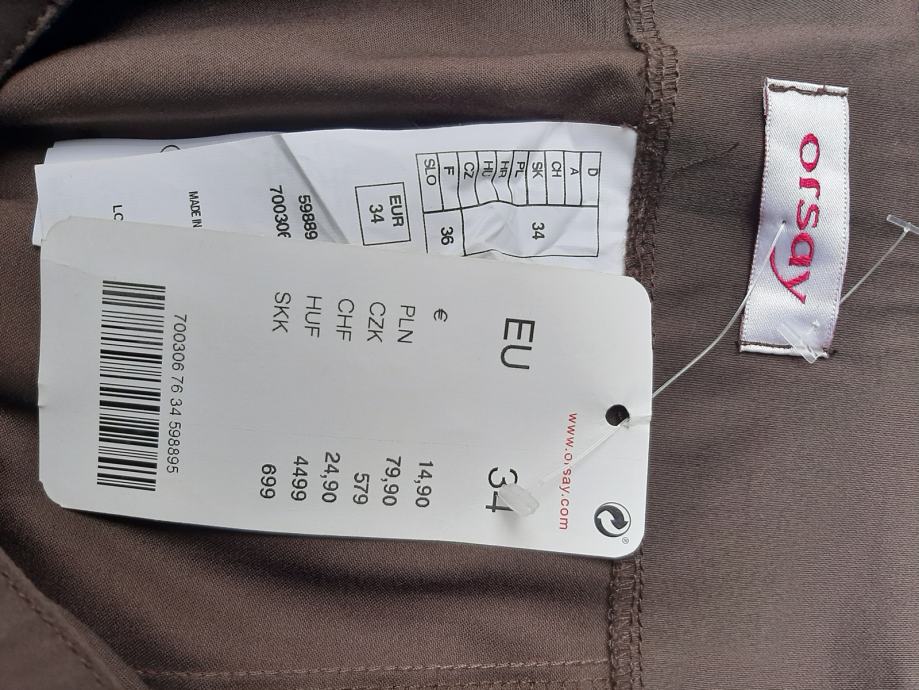 orsay
D
A
CH
SK
PL
HR
HU
CZ
34
F
SLO
36
EUR
34
59889
700306
MADE IN
EU 34
www.orsay.com
€ 14,90
PLN 79,90
CZK 579
CHF 24,90
HUF 4499
SKK 699
700306 76 34 598895